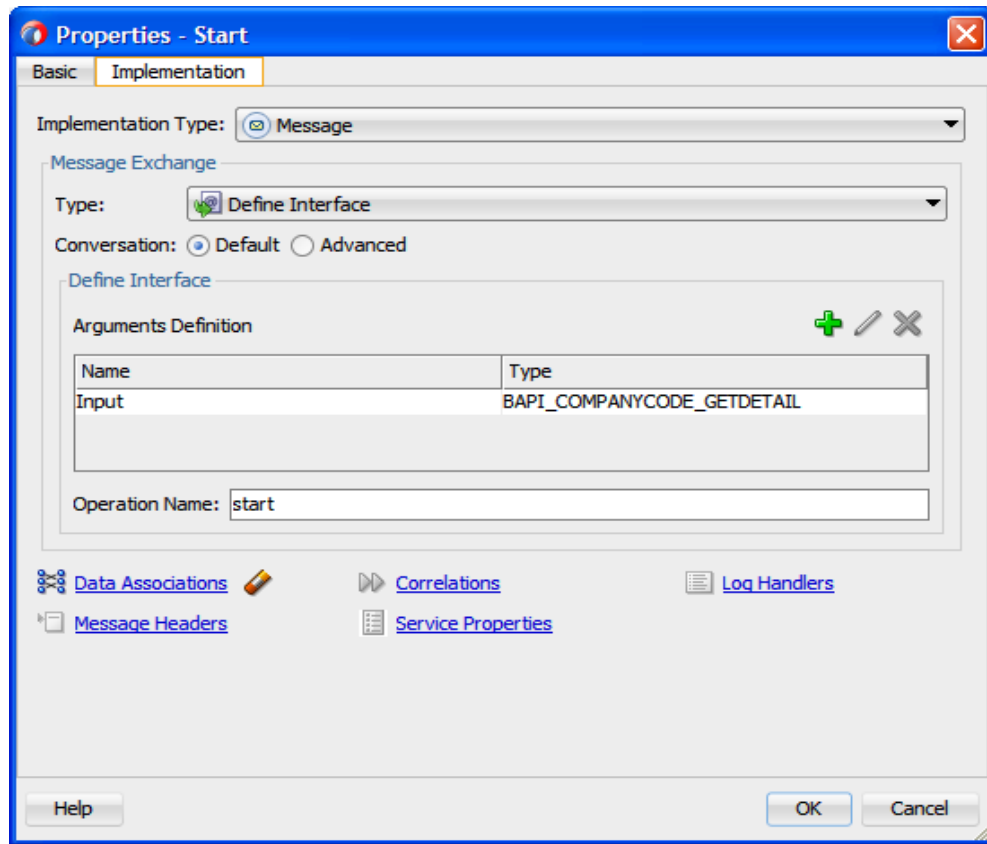 Properties - Start
Basic Implementation
Implementation Type: Message
Message Exchange
Type: Define Interface
Conversation: Default Advanced
Define Interface
Arguments Definition
Name Type
Input BAPI_COMPANYCODE_GETDETAIL
Operation Name: start
Data Associations Correlations Log Handlers
Message Headers Service Properties
Help OK Cancel